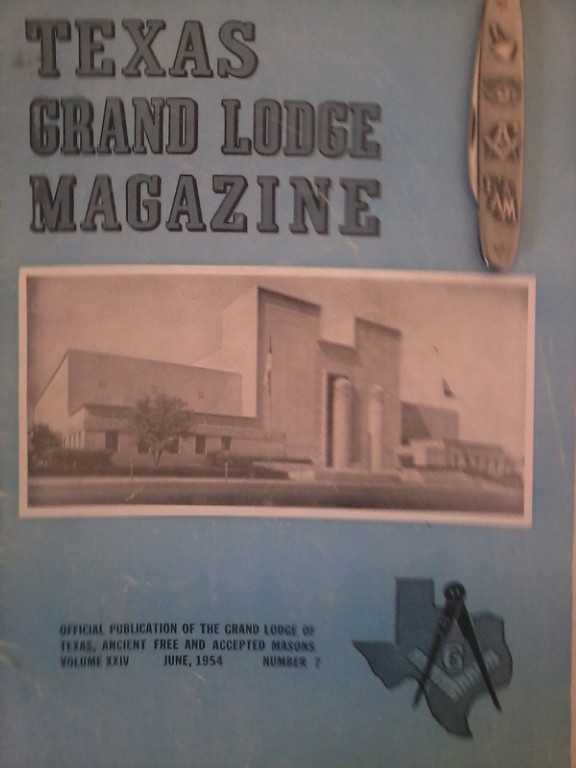 TEXAS
GRAND LODGE
MAGAZINE
OFFICIAL PUBLICATION OF THE GRAND LODGE OF
TEXAS, ANCIENT FREE AND ACCEPTED MASONS
VOLUME XXIV JUNE, 1954 NUMBER 7
G